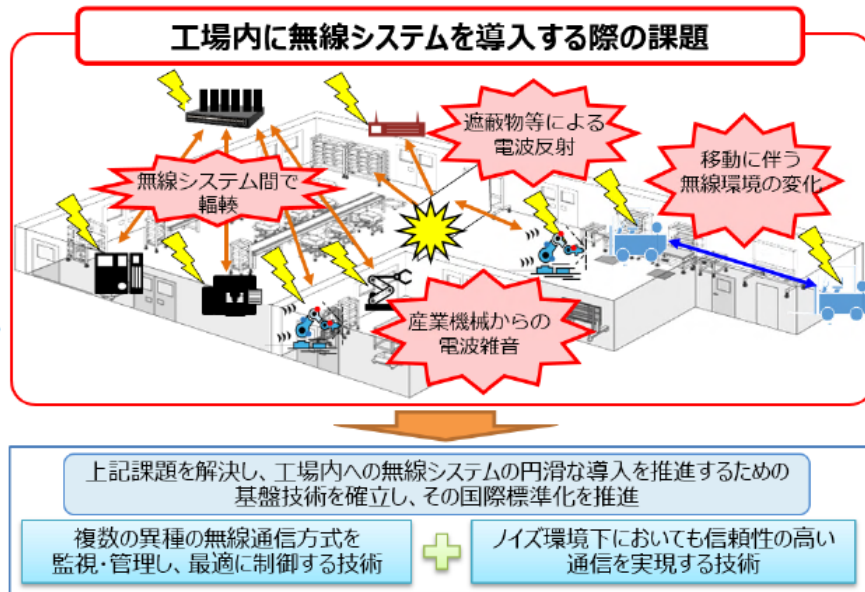 工場内に無線システムを導入する際の課題
遮蔽物等による
電波反射
移動に伴う
無線環境の変化
無線システム間で
輻輳
産業機械からの
電波雑音
上記課題を解決し、工場内への無線システムの円滑な導入を推進するための
基盤技術を確立し、その国際標準化を推進
複数の異種の無線通信方式を
監視・管理し、最適に制御する技術
ノイズ環境下においても信頼性の高い
通信を実現する技術